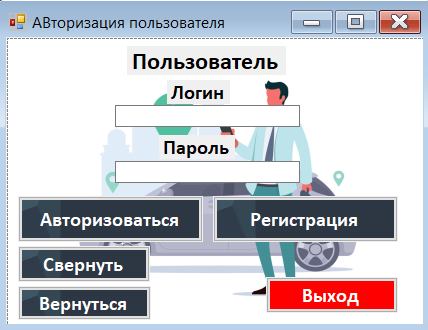 АВторизация пользователя
Пользователь
Логин
Пароль
Авторизоваться
Регистрация
Свернуть
Вернуться
Выход